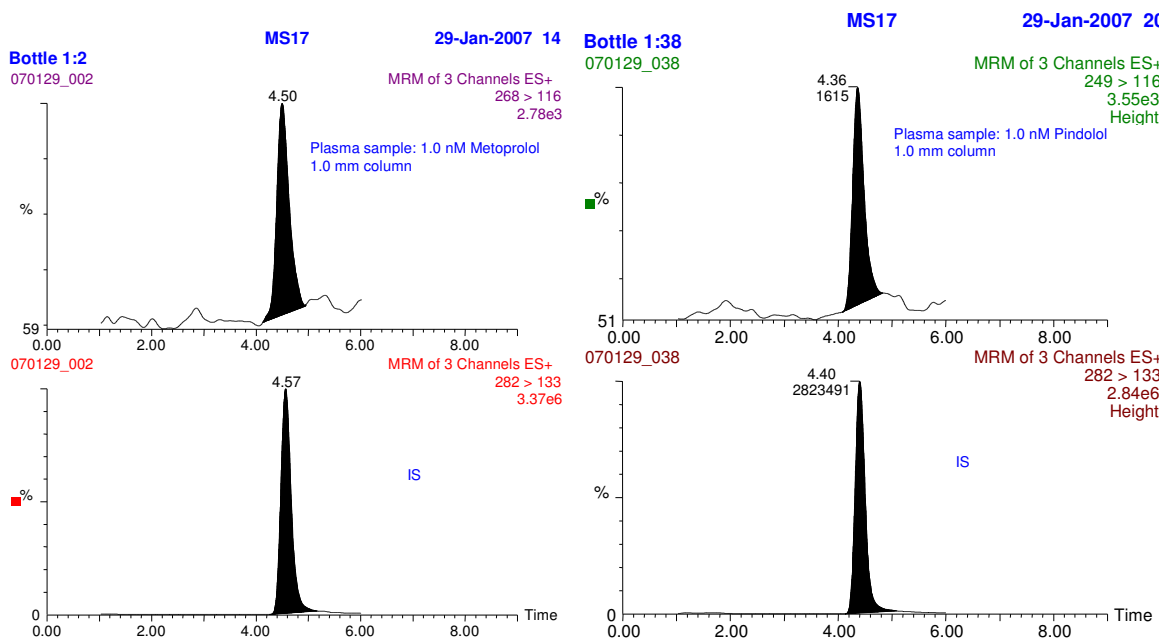 MS17 29-Jan-2007 14
Bottle 1:2
070129_002 MRM of 3 Channels ES+
268 > 116
2.78e3
4.50
Plasma sample: 1.0 nM Metoprolol
1.0 mm column
%
59
0.00 2.00 4.00 6.00 8.00
070129_002 MRM of 3 Channels ES+
282 > 133
3.37e6
4.57
IS
%
0
Time
0.00 2.00 4.00 6.00 8.00
MS17 29-Jan-2007 20
Bottle 1:38
070129_038 MRM of 3 Channels ES+
249 > 116
3.55e3
Height
4.36
1615
Plasma sample: 1.0 nM Pindolol
1.0 mm column
%
51
0.00 2.00 4.00 6.00 8.00
070129_038 MRM of 3 Channels ES+
282 > 133
2.84e6
Height
4.40
2823491
IS
%
0
Time
0.00 2.00 4.00 6.00 8.00